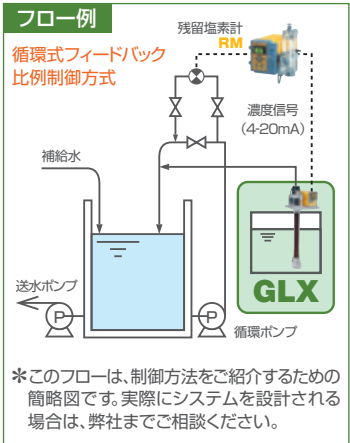 フロー例
循環式フィードバック
比例制御方式
残留塩素計
RM
濃度信号
(4-20mA)
補給水
GLX
送水ポンプ
P
P
循環ポンプ
＊このフローは、制御方法をご紹介するための
簡略図です。実際にシステムを設計される
場合は、弊社までご相談ください。